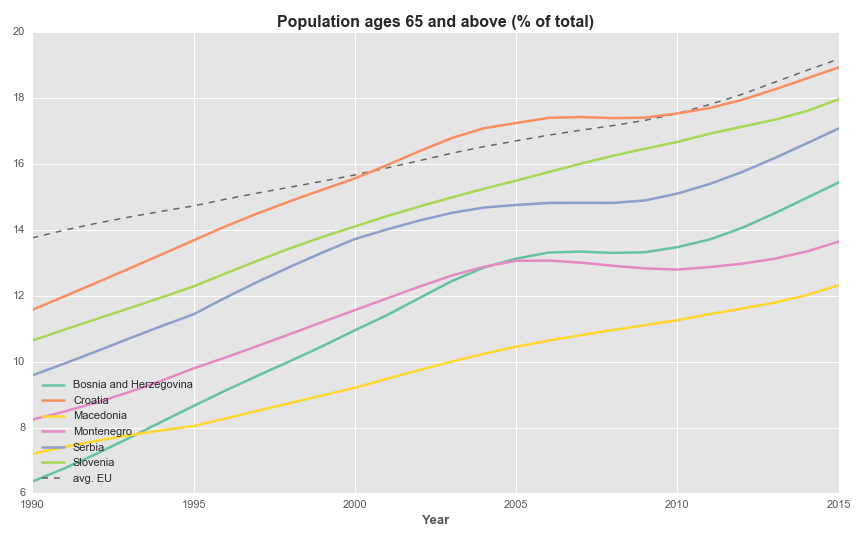 Population ages 65 and above (% of total)
20
18
16
14
12
10
8
6
Bosnia and Herzegovina
Croatia
Macedonia
Montenegro
Serbia
Slovenia
avg. EU
1990 1995 2000 2005 2010 2015
Year